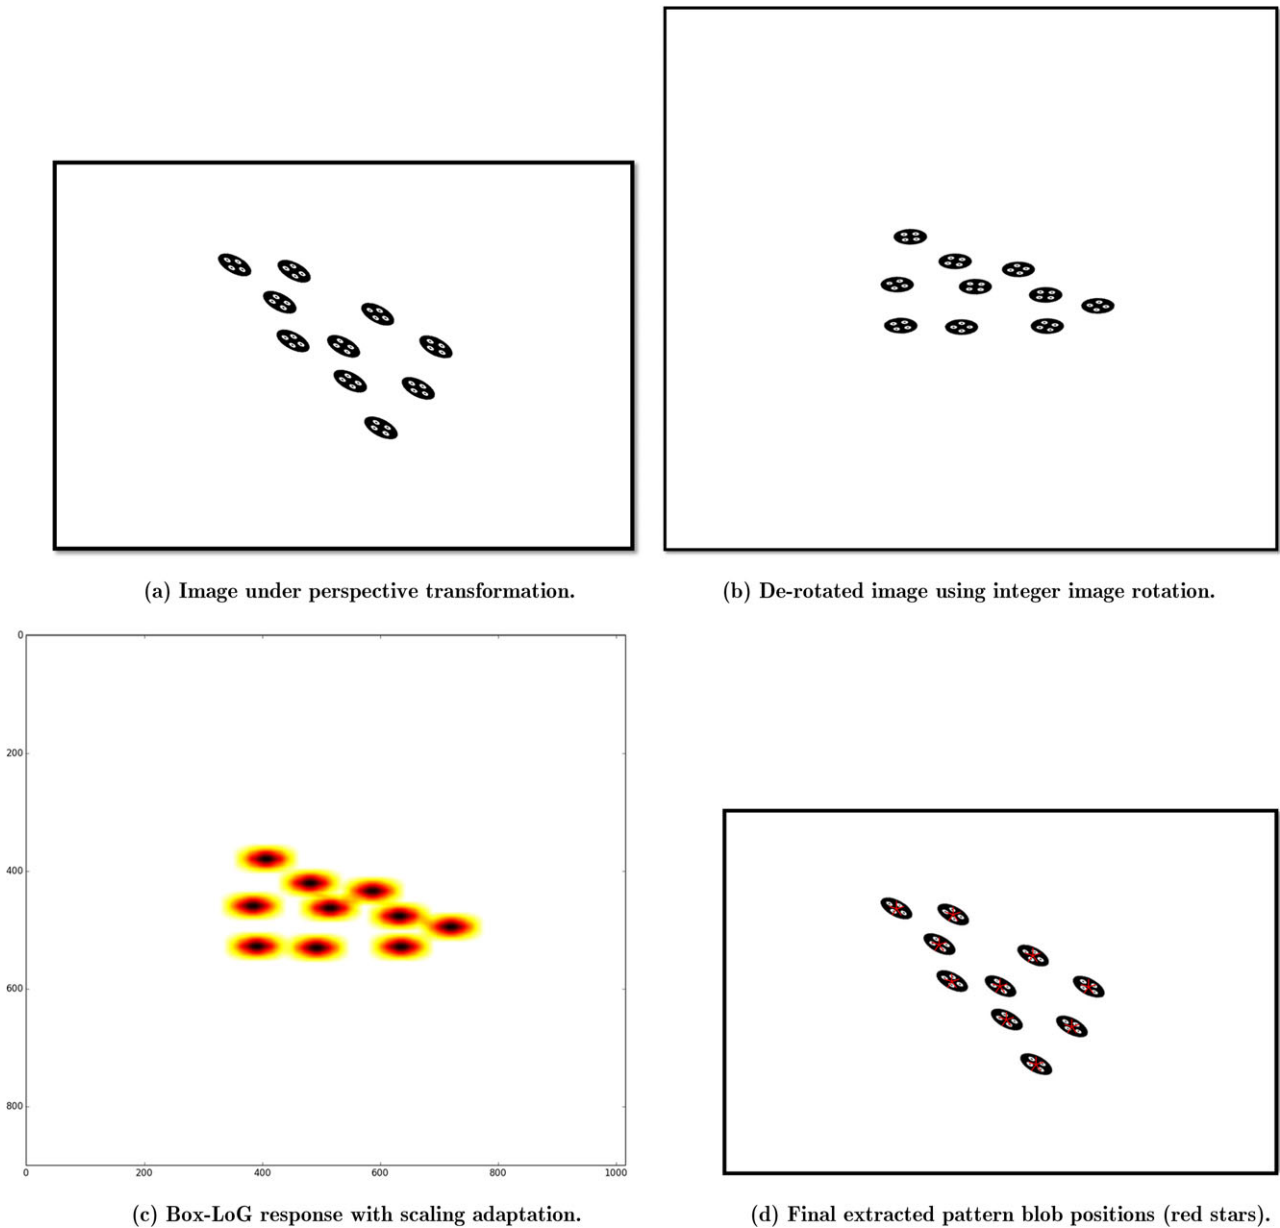 (a) Image under perspective transformation.
(b) De-rotated image using integer image rotation.
0
200
400
600
800
0 200 400 600 800 1000
(c) Box-LoG response with scaling adaptation.
(d) Final extracted pattern blob positions (red stars).